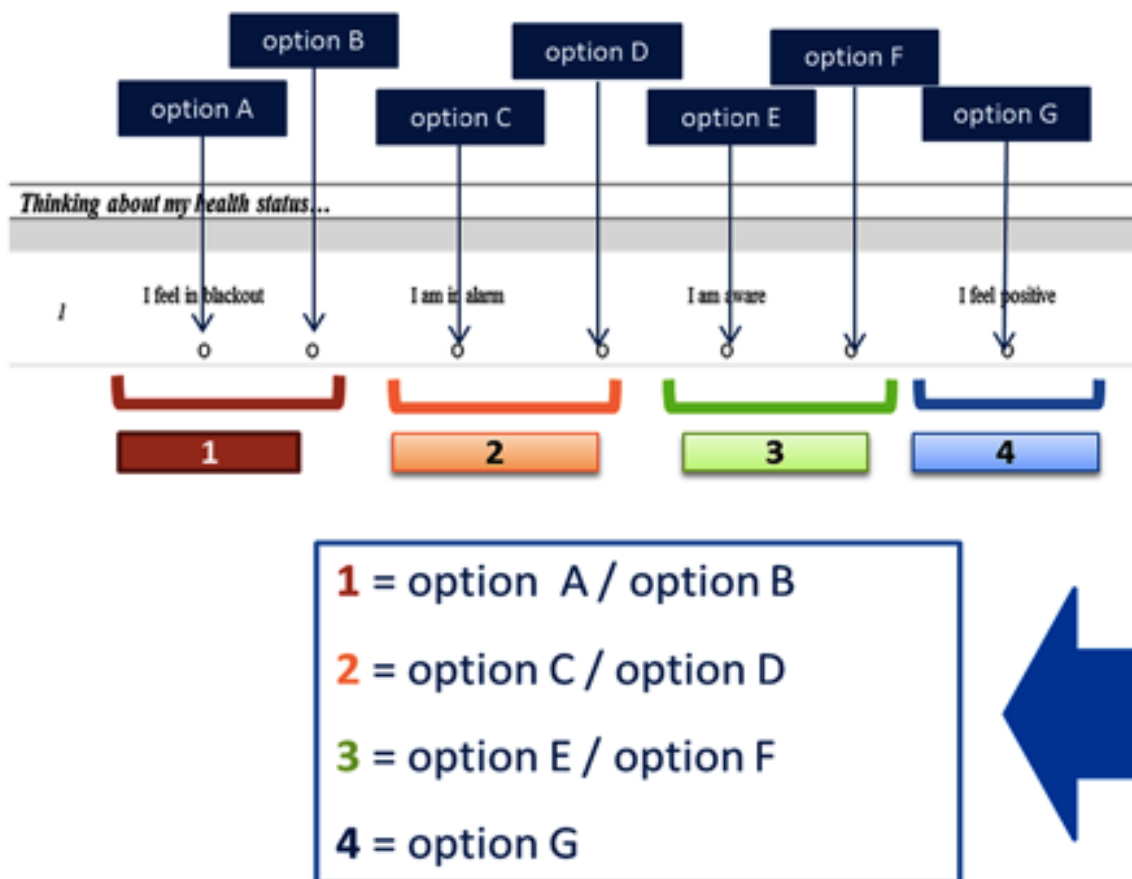 option B
option D
option F
option A
option C
option E
option G
Thinking about my health status...
1
I feel in blackout
I am in alarm
I am aware
I feel positive
o o o o o o o
1
2
3
4
1 = option A / option B
2 = option C / option D
3 = option E / option F
4 = option G